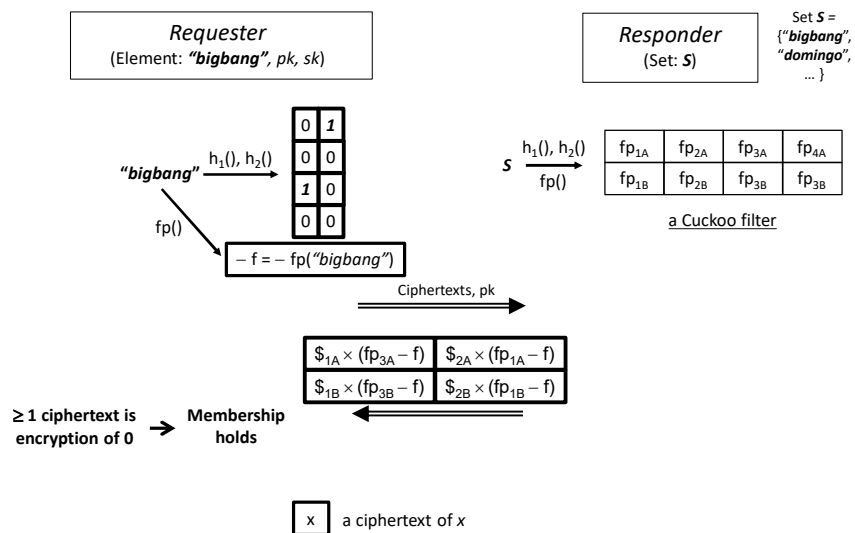 Requester
(Element: “bigbang”, pk, sk)
Responder
(Set: S)
Set S =
{“bigbang”,
“domingo”,
... }
0 1
0 0
1 0
0 0
“bigbang”
h₁(), h₂()
fp()
– f = – fp(“bigbang”)
S
h₁(), h₂()
fp()
fp1A fp2A fp3A fp4A
fp1B fp2B fp3B fp3B
a Cuckoo filter
Ciphertexts, pk
$1A × (fp3A – f) $2A × (fp1A – f)
$1B × (fp3B – f) $2B × (fp1B – f)
≥ 1 ciphertext is
encryption of 0
Membership
holds
x a ciphertext of x